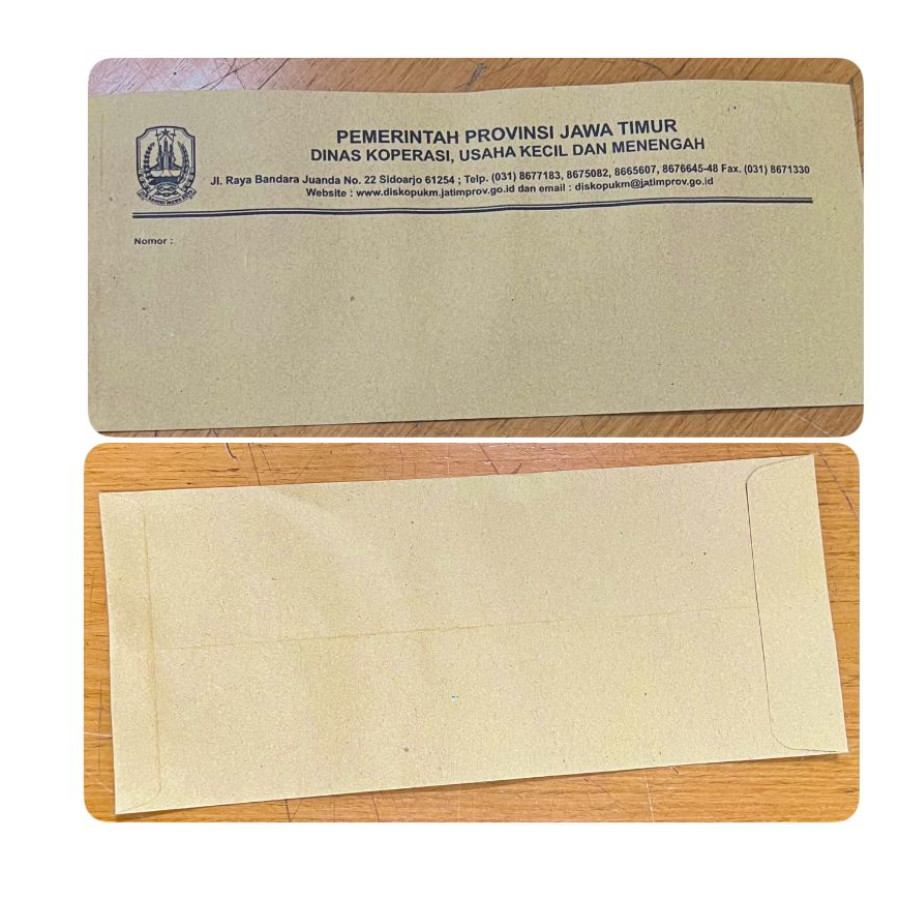 PEMERINTAH PROVINSI JAWA TIMUR
DINAS KOPERASI, USAHA KECIL DAN MENENGAH
Jl. Raya Bandara Juanda No. 22 Sidoarjo 61254 ; Telp. (031) 8677183, 8675082, 8665607, 8676645-48 Fax. (031) 8671330
Website : www.diskopukm.jatimprov.go.id dan email : diskopukm@jatimprov.go.id
Nomor :